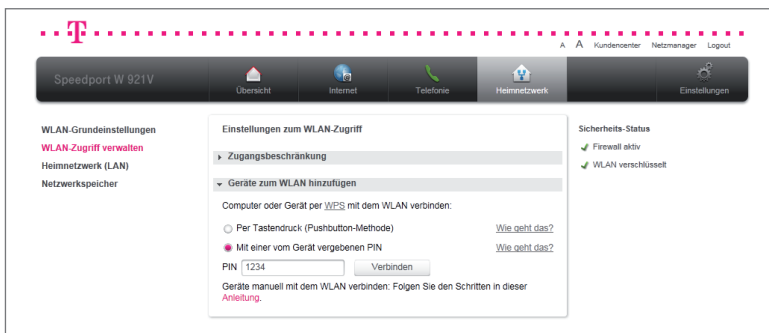 T
A A Kundencenter Netzmanager Logout
Speedport W 921V
Übersicht Internet Telefonie Heimnetzwerk Einstellungen
WLAN-Grundeinstellungen
WLAN-Zugriff verwalten
Heimnetzwerk (LAN)
Netzwerkspeicher
Einstellungen zum WLAN-Zugriff
Zugangsbeschränkung
Geräte zum WLAN hinzufügen
Computer oder Gerät per WPS mit dem WLAN verbinden:
Per Tastendruck (Pushbutton-Methode) Wie geht das?
Mit einer vom Gerät vergebenen PIN Wie geht das?
PIN 1234 Verbinden
Geräte manuell mit dem WLAN verbinden: Folgen Sie den Schritten in dieser
Anleitung.
Sicherheits-Status
Firewall aktiv
WLAN verschlüsselt